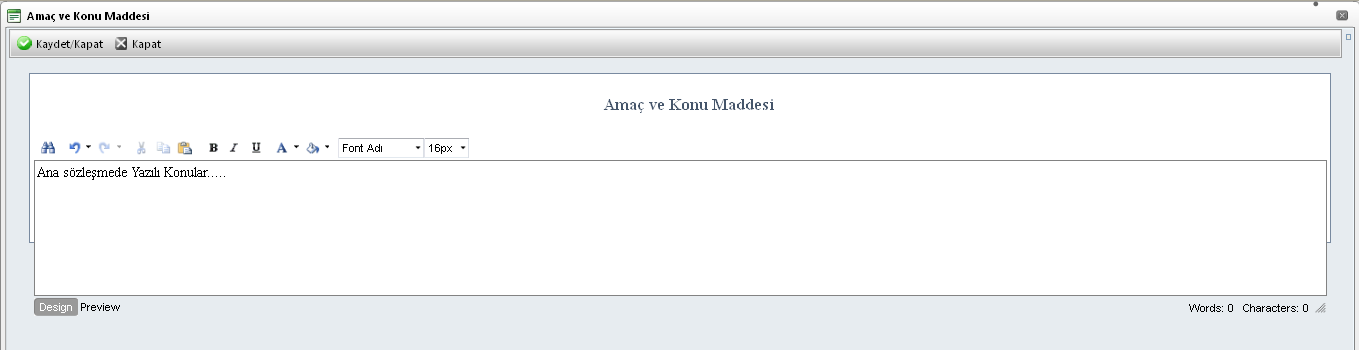 Amaç ve Konu Maddesi
Kaydet/Kapat Kapat
Amaç ve Konu Maddesi
B I U A Font Adı 16px
Ana sözleşmede Yazılı Konular.....
Design Preview Words: 0 Characters: 0